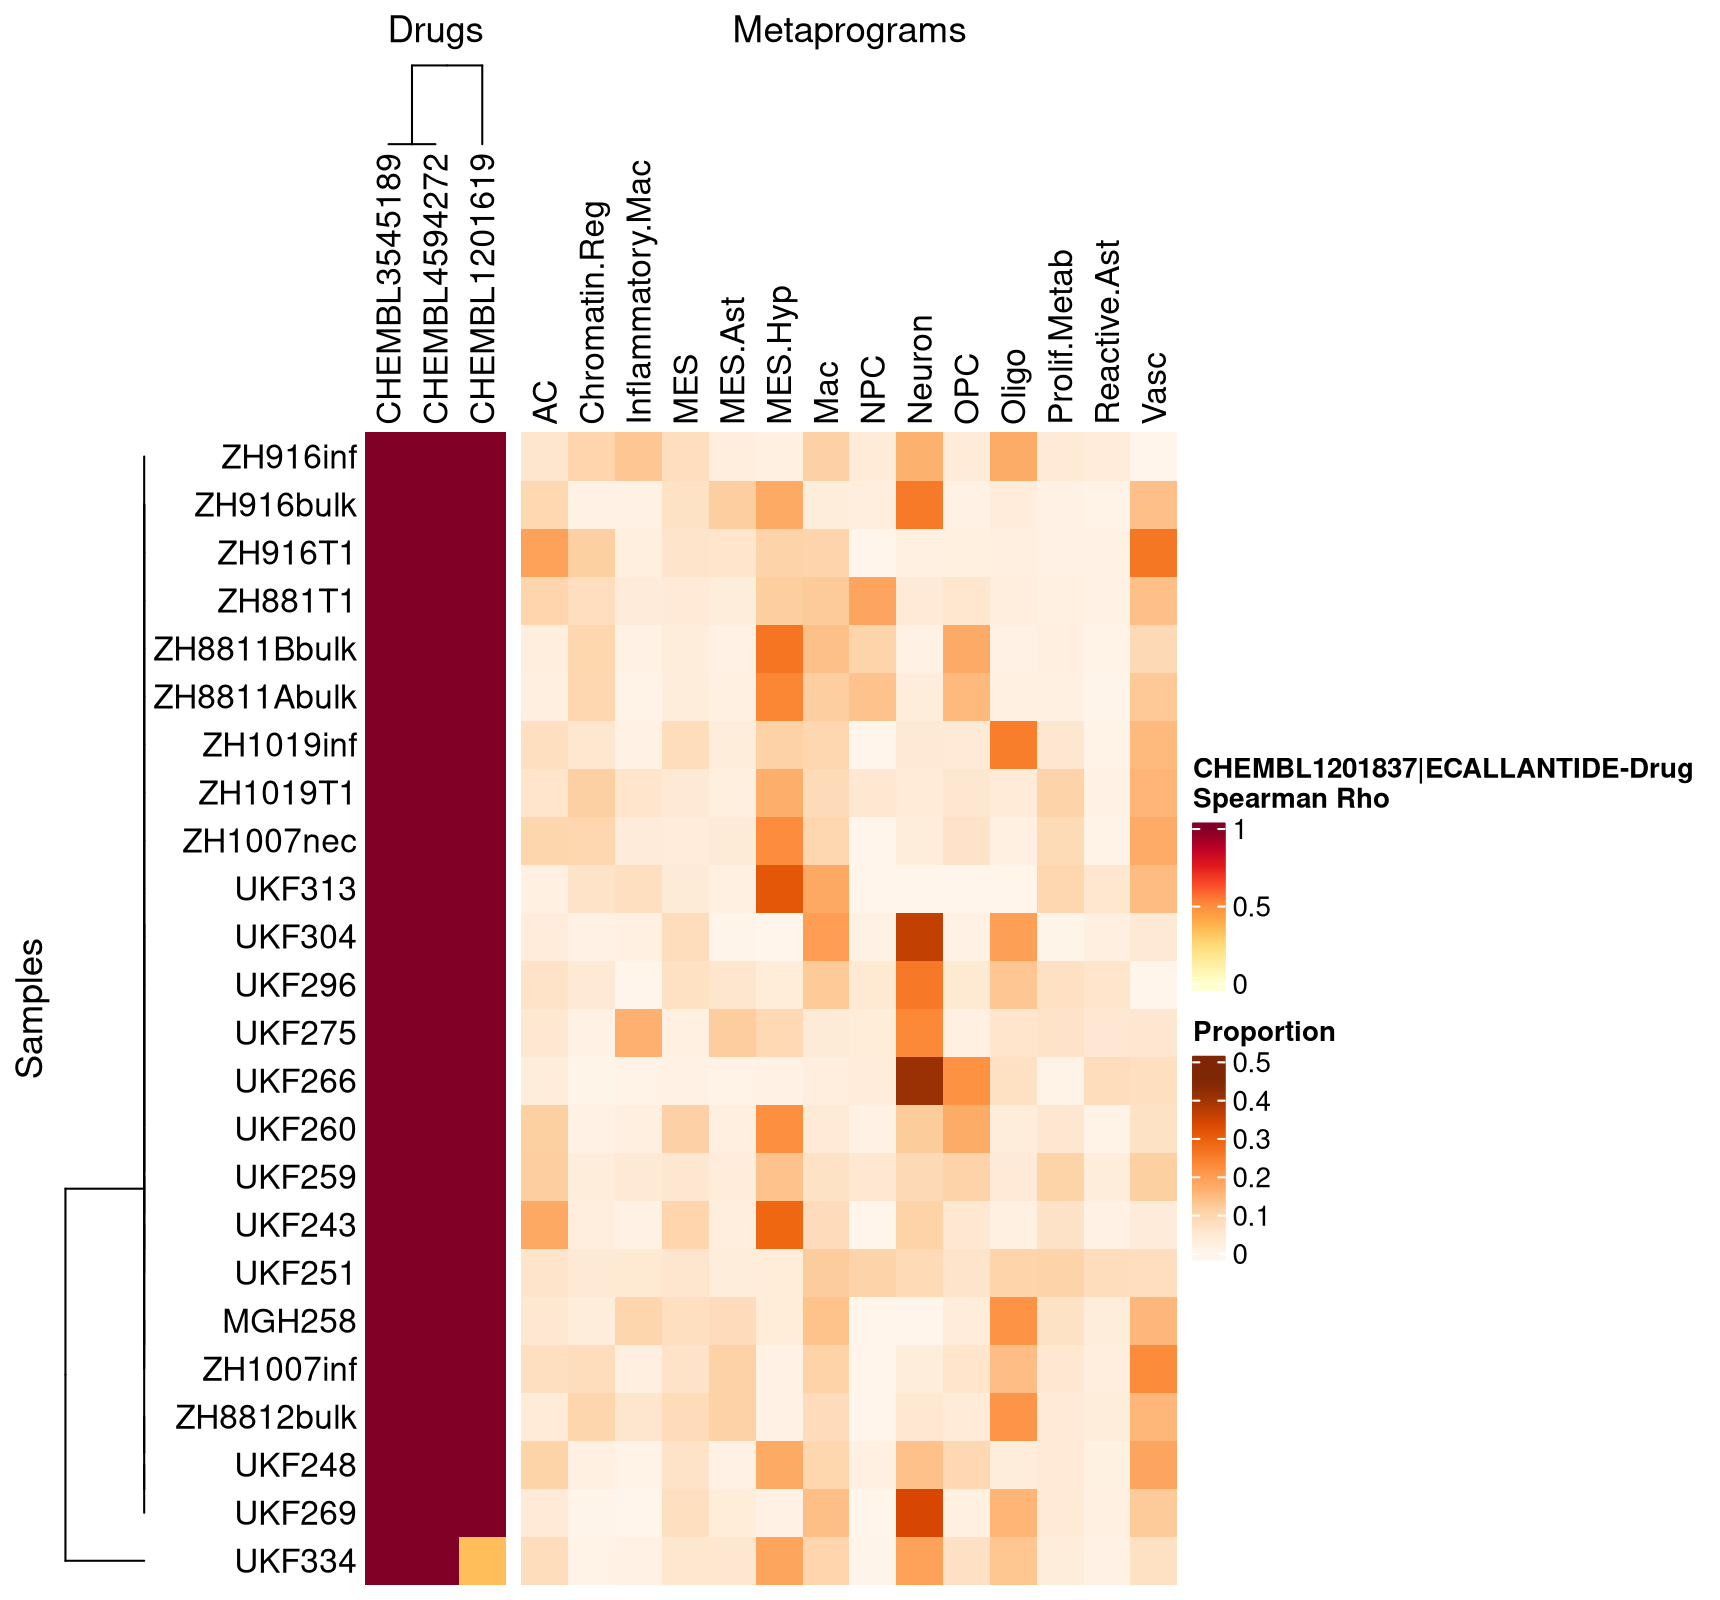 Drugs
Metaprograms
CHEMBL3545189
CHEMBL4594272
CHEMBL1201619
AC
Chromatin.Reg
Inflammatory.Mac
MES
MES.Ast
MES.Hyp
Mac
NPC
Neuron
OPC
Oligo
Prolif.Metab
Reactive.Ast
Vasc
Samples
ZH916inf
ZH916bulk
ZH916T1
ZH881T1
ZH8811Bbulk
ZH8811Abulk
ZH1019inf
ZH1019T1
ZH1007nec
UKF313
UKF304
UKF296
UKF275
UKF266
UKF260
UKF259
UKF243
UKF251
MGH258
ZH1007inf
ZH8812bulk
UKF248
UKF269
UKF334
CHEMBL1201837|ECALLANTIDE-Drug
Spearman Rho
1
0.5
0
Proportion
0.5
0.4
0.3
0.2
0.1
0